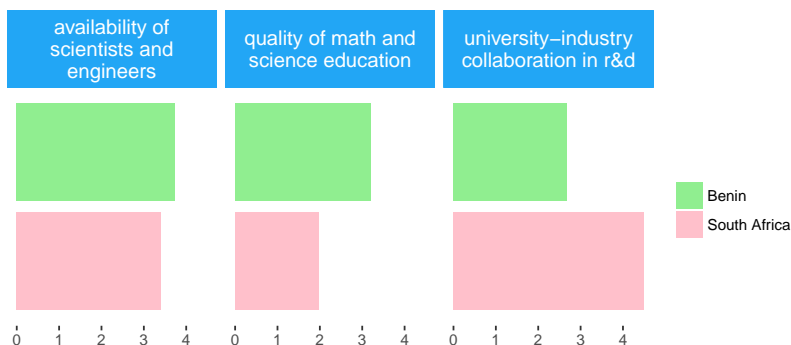 availability of
scientists and
engineers
quality of math and
science education
university−industry
collaboration in r&d
Benin
South Africa
0 1 2 3 4
0 1 2 3 4
0 1 2 3 4